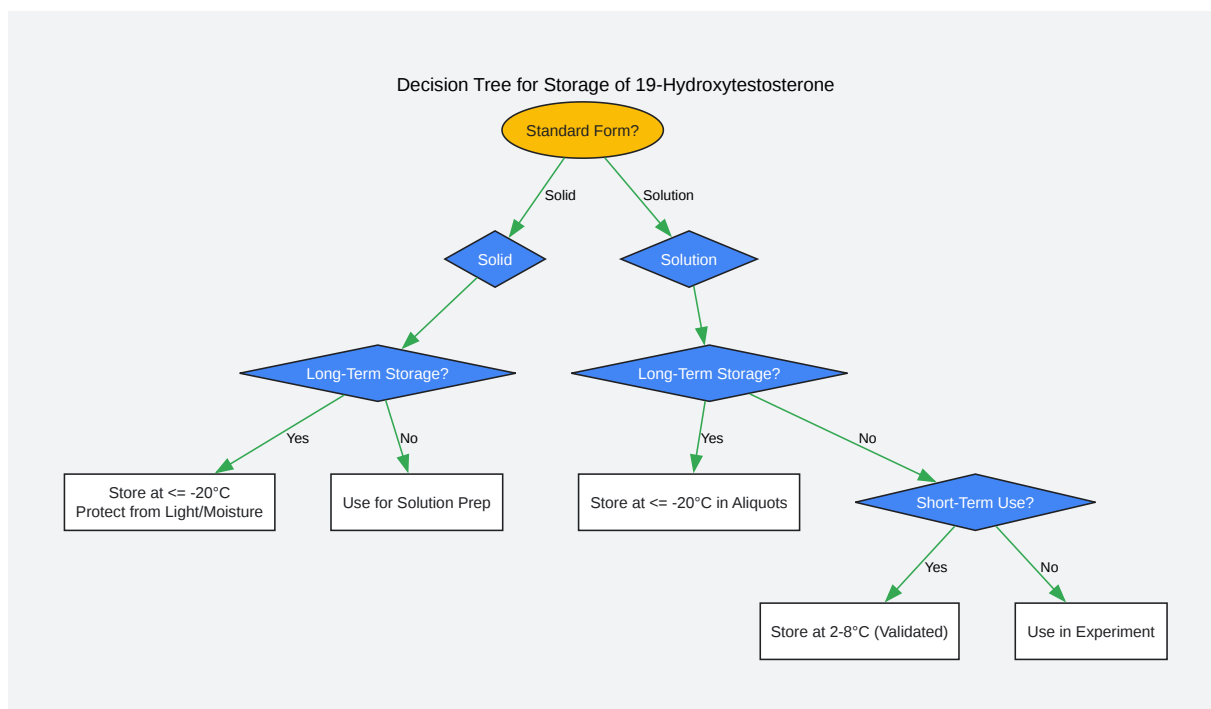 Decision Tree for Storage of 19-Hydroxytestosterone
Standard Form?
Solid
Solution
Solid
Solution
Long-Term Storage?
Long-Term Storage?
Yes
No
Yes
No
Store at <= -20°C
Protect from Light/Moisture
Use for Solution Prep
Store at <= -20°C in Aliquots
Short-Term Use?
Yes
No
Store at 2-8°C (Validated)
Use in Experiment